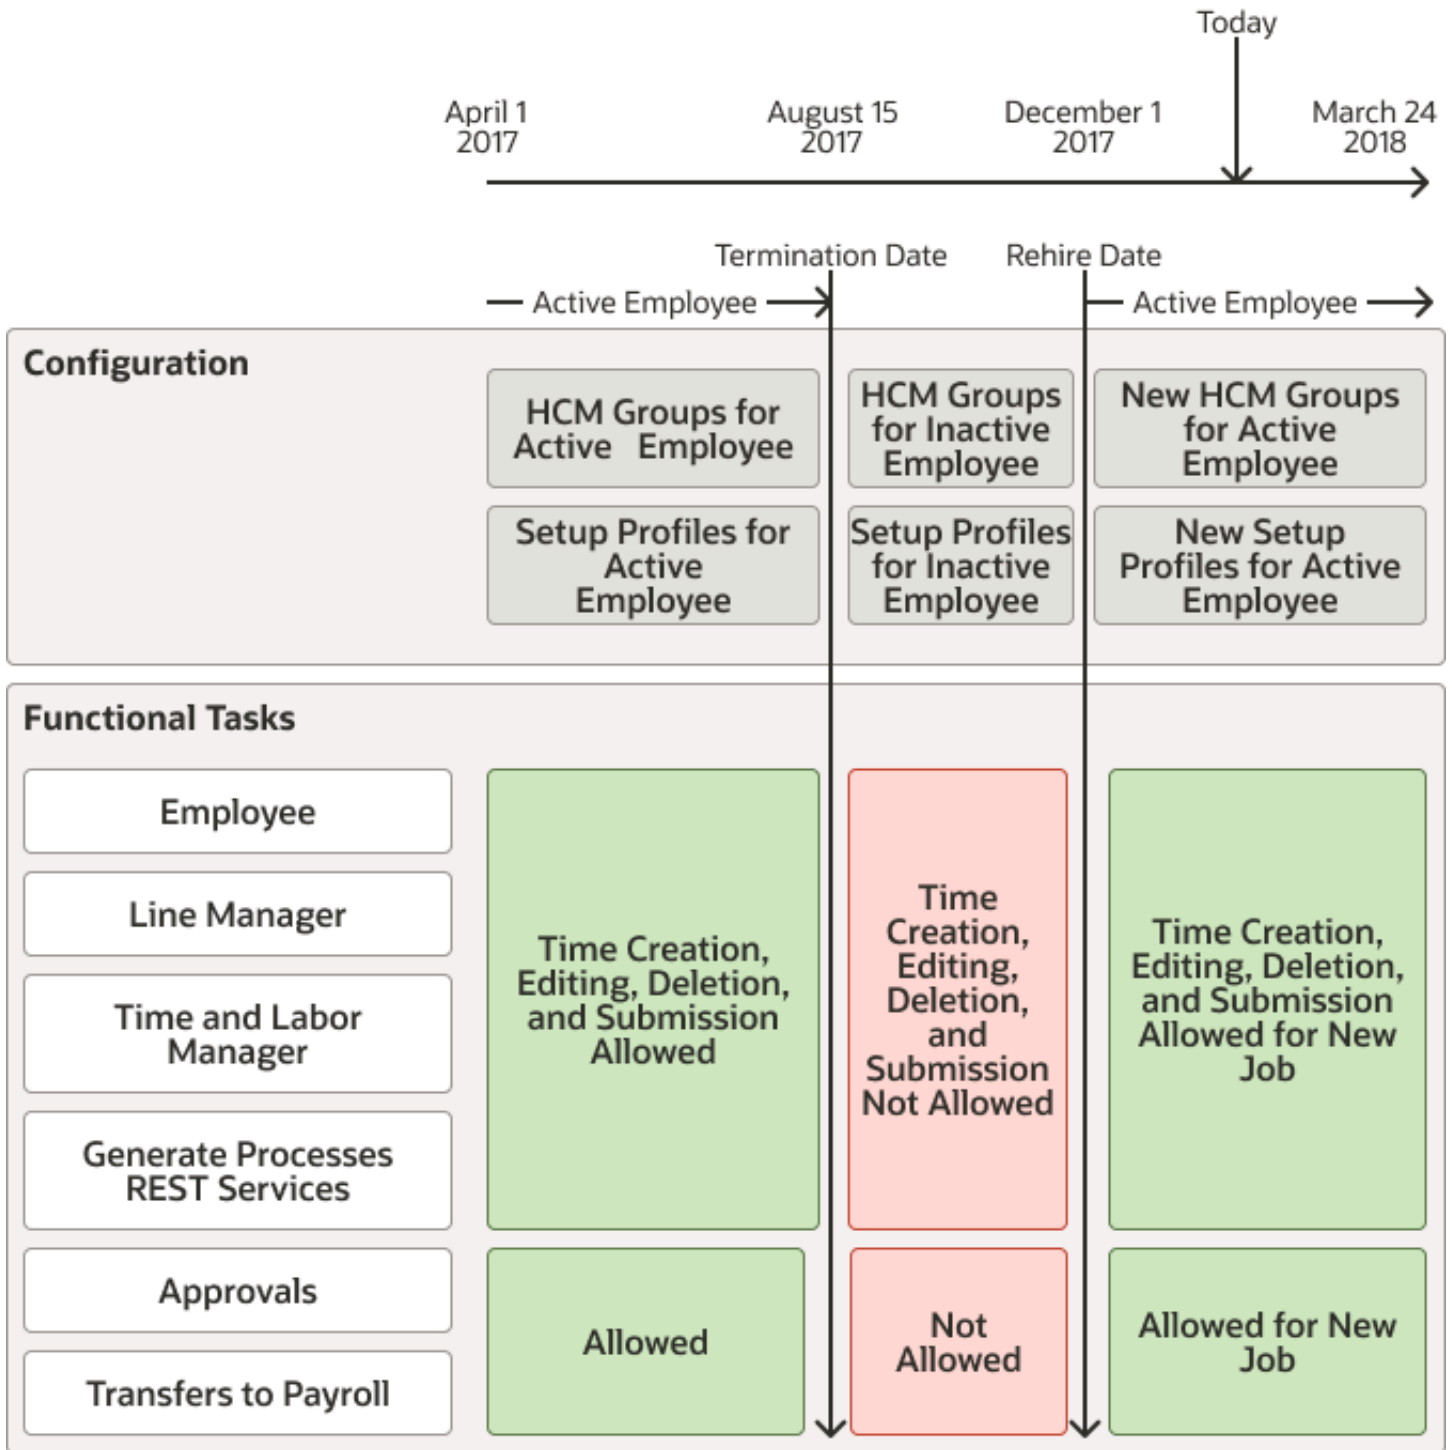 Today
April 1
2017
August 15
2017
December 1
2017
March 24
2018
Termination Date
Rehire Date
Active Employee
Active Employee
Configuration
HCM Groups for
Active Employee
HCM Groups
for Inactive
Employee
New HCM Groups
for Active
Employee
Setup Profiles for
Active
Employee
Setup Profiles
for Inactive
Employee
New Setup
Profiles for Active
Employee
Functional Tasks
Employee
Line Manager
Time and Labor
Manager
Generate Processes
REST Services
Approvals
Transfers to Payroll
Time Creation,
Editing, Deletion,
and Submission
Allowed
Time
Creation,
Editing,
Deletion,
and
Submission
Not Allowed
Time Creation,
Editing, Deletion,
and Submission
Allowed for New
Job
Allowed
Not
Allowed
Allowed for New
Job